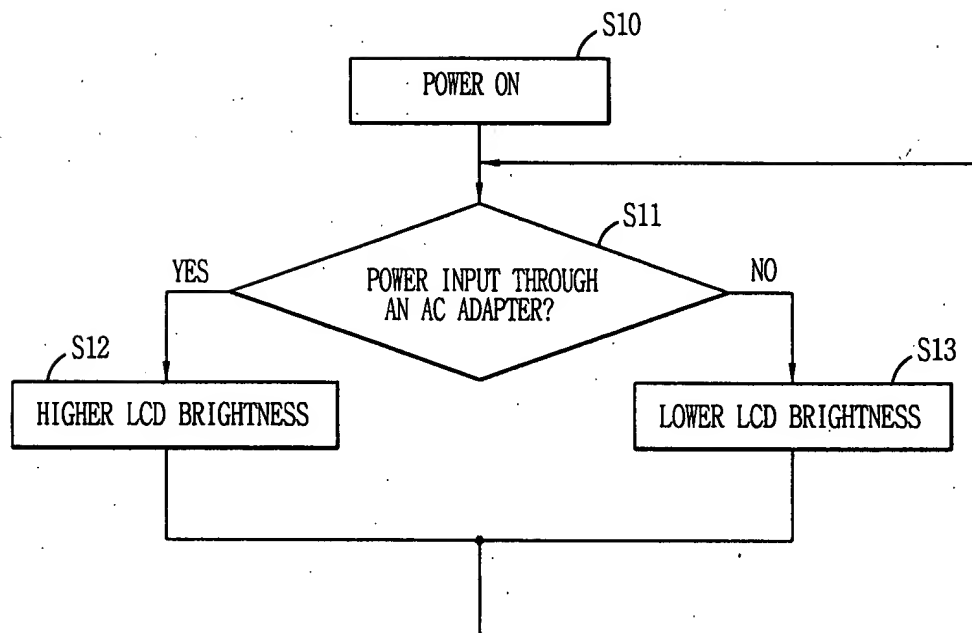 S10
POWER ON
S11
YES
POWER INPUT THROUGH
AN AC ADAPTER?
NO
S12
HIGHER LCD BRIGHTNESS
S13
LOWER LCD BRIGHTNESS